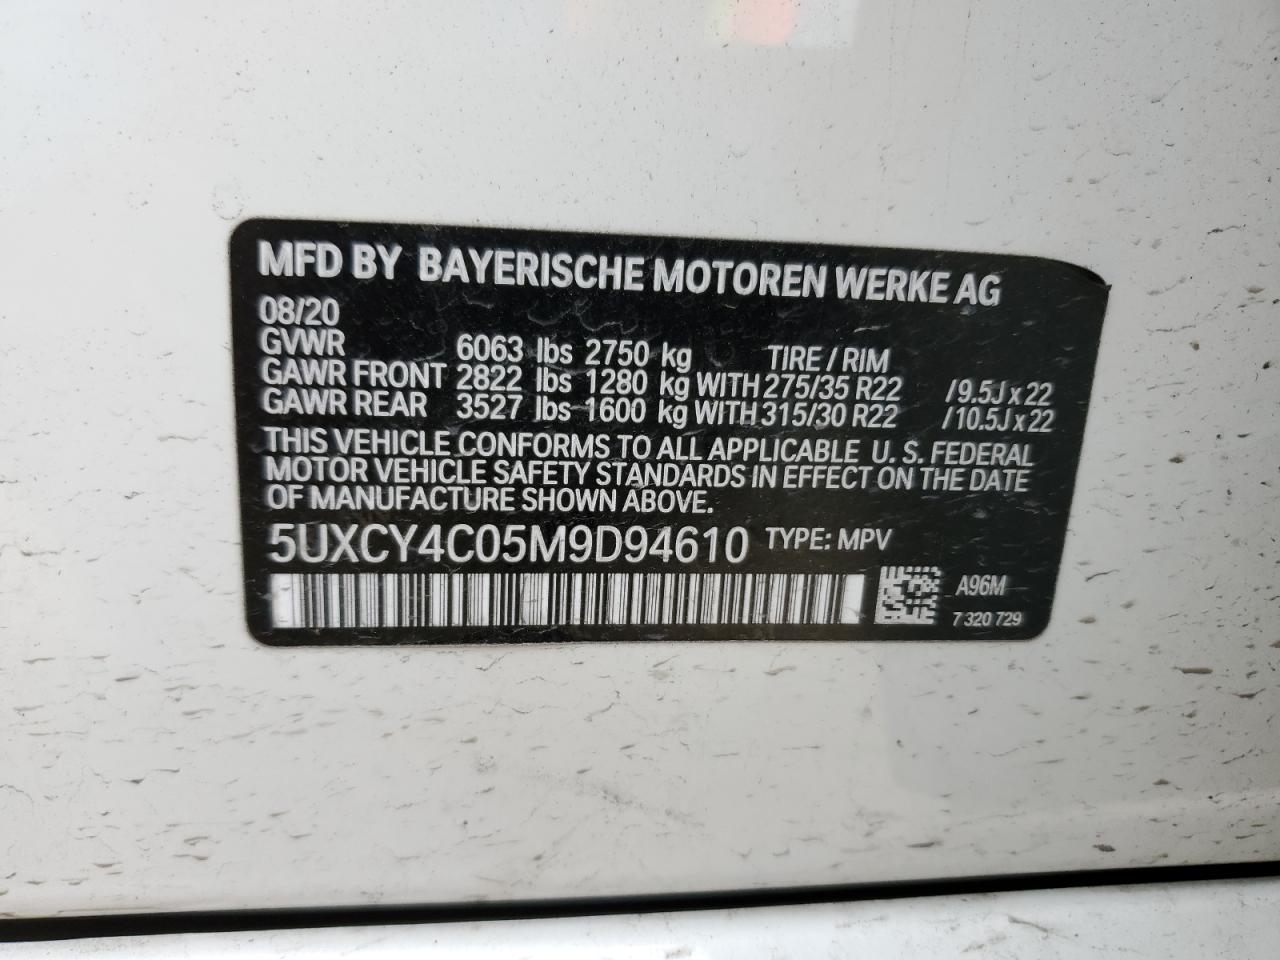 MFD BY BAYERISCHE MOTOREN WERKE AG
08/20
GVWR 6063 lbs 2750 kg TIRE / RIM
GAWR FRONT 2822 lbs 1280 kg WITH 275/35 R22 /9.5J x 22
GAWR REAR 3527 lbs 1600 kg WITH 315/30 R22 /10.5J x 22
THIS VEHICLE CONFORMS TO ALL APPLICABLE U. S. FEDERAL
MOTOR VEHICLE SAFETY STANDARDS IN EFFECT ON THE DATE
OF MANUFACTURE SHOWN ABOVE.
5UXCY4C05M9D94610 TYPE: MPV
A96M
7 320 729